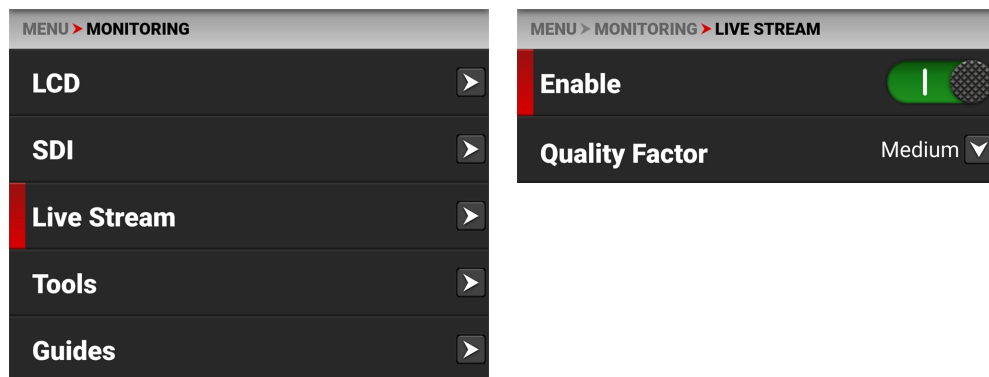 MENU > MONITORING
LCD
SDI
Live Stream
Tools
Guides
MENU > MONITORING > LIVE STREAM
Enable
Quality Factor Medium